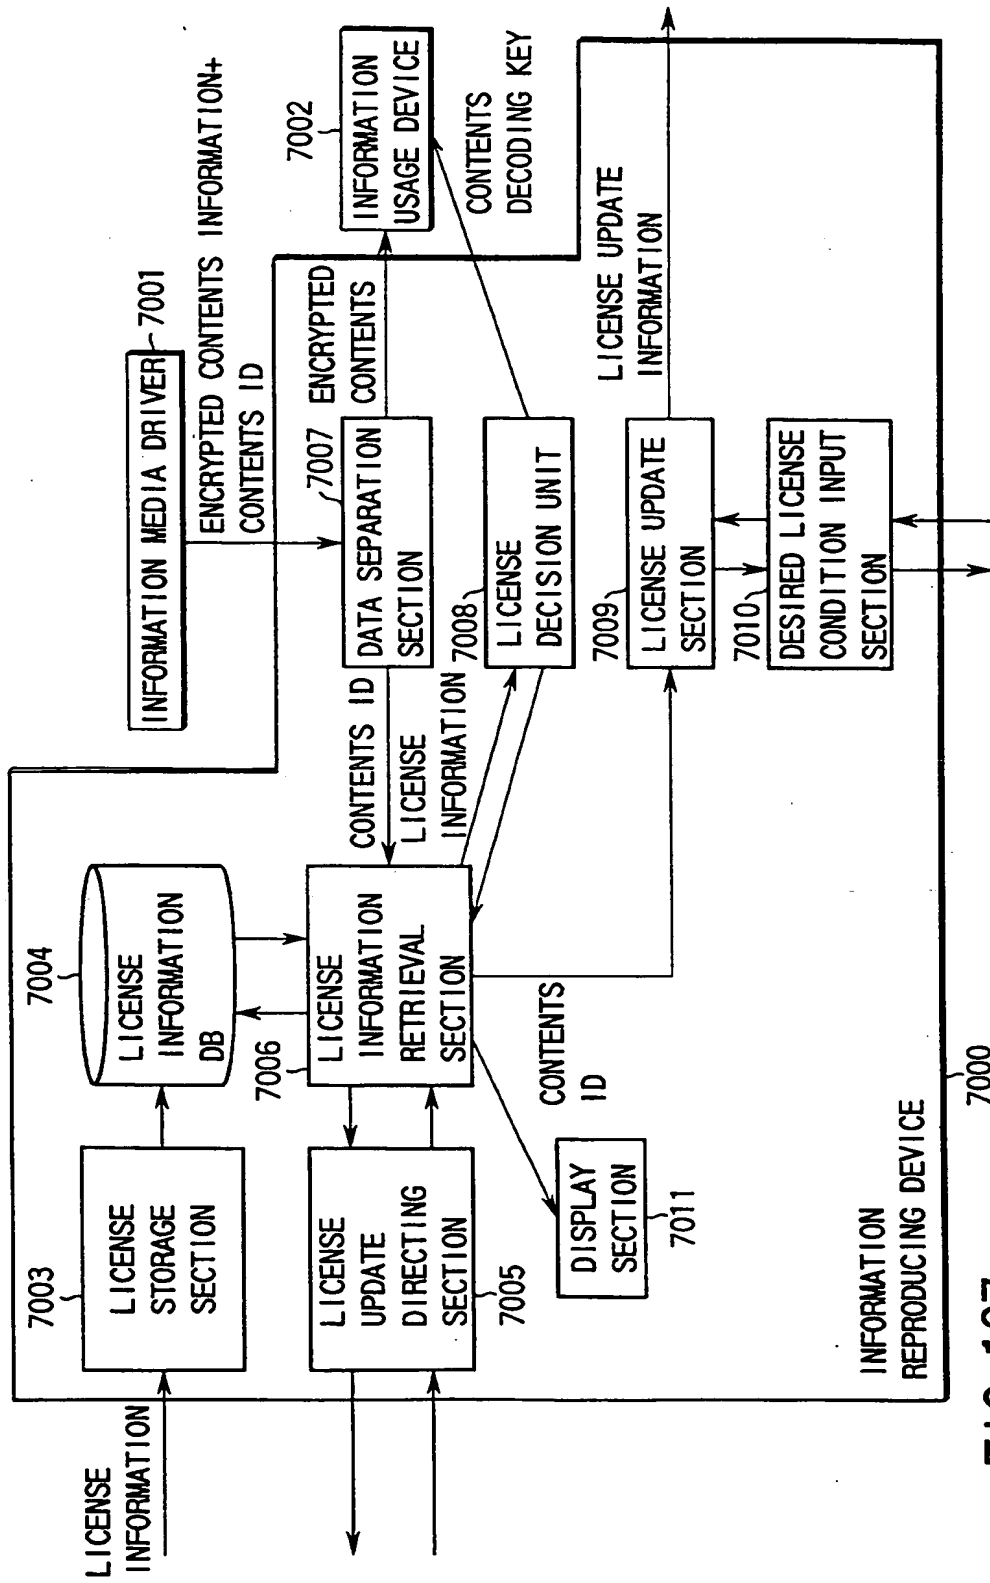 LICENSE
INFORMATION
7003
LICENSE
STORAGE
SECTION
7004
LICENSE
INFORMATION
DB
INFORMATION MEDIA DRIVER
7001
ENCRYPTED CONTENTS INFORMATION+
CONTENTS ID
7002
INFORMATION
USAGE DEVICE
LICENSE
UPDATE
DIRECTING
SECTION
7005
7006
LICENSE
INFORMATION
RETRIEVAL
SECTION
CONTENTS ID
LICENSE
INFORMATION
7007
DATA SEPARATION
SECTION
ENCRYPTED
CONTENTS
CONTENTS
DECODING KEY
7008
LICENSE
DECISION UNIT
CONTENTS
ID
DISPLAY
SECTION
7011
7009
LICENSE UPDATE
SECTION
LICENSE UPDATE
INFORMATION
7010
DESIRED LICENSE
CONDITION INPUT
SECTION
INFORMATION
REPRODUCING DEVICE
7000